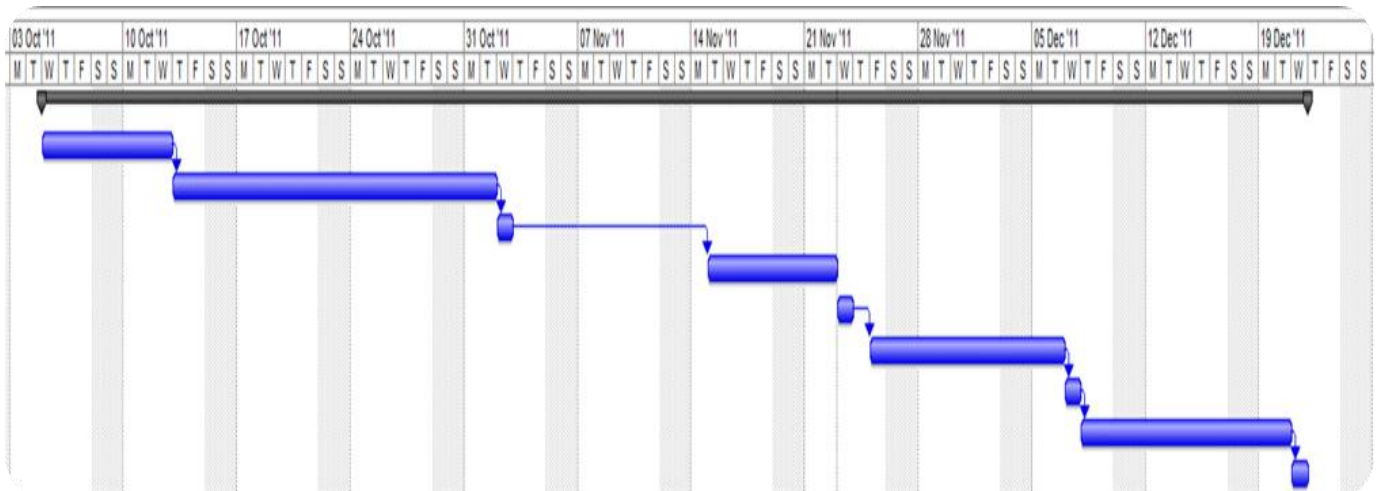 03 Oct '11 10 Oct '11 17 Oct '11 24 Oct '11 31 Oct '11 07 Nov '11 14 Nov '11 21 Nov '11 28 Nov '11 05 Dec '11 12 Dec '11 19 Dec '11
M T W T F S S M T W T F S S M T W T F S S M T W T F S S M T W T F S S M T W T F S S M T W T F S S M T W T F S S M T W T F S S M T W T F S S M T W T F S S M T W T F S S